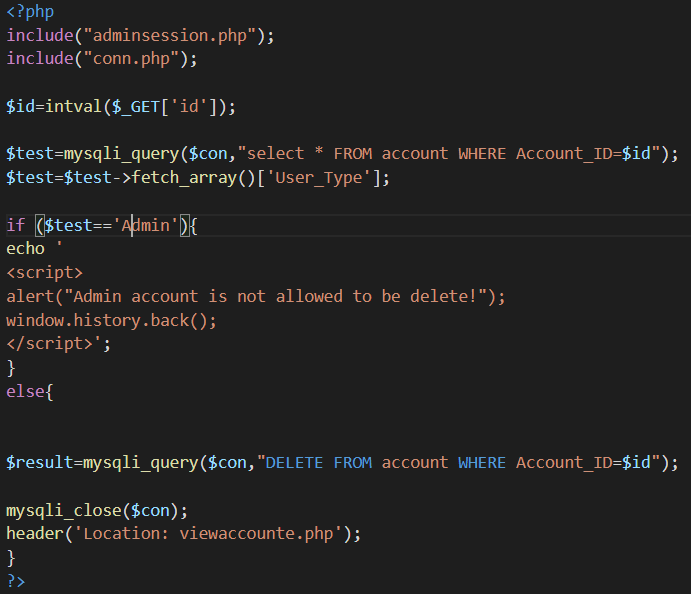 <?php
include("adminsession.php");
include("conn.php");
$id=intval($_GET['id']);
$test=mysqli_query($con,"select * FROM account WHERE Account_ID=$id");
$test=$test->fetch_array()['User_Type'];
if ($test=='Admin'){
echo '
<script>
alert("Admin account is not allowed to be delete!");
window.history.back();
</script>';
}
else{
$result=mysqli_query($con,"DELETE FROM account WHERE Account_ID=$id");
mysqli_close($con);
header('Location: viewaccounte.php');
}
?>